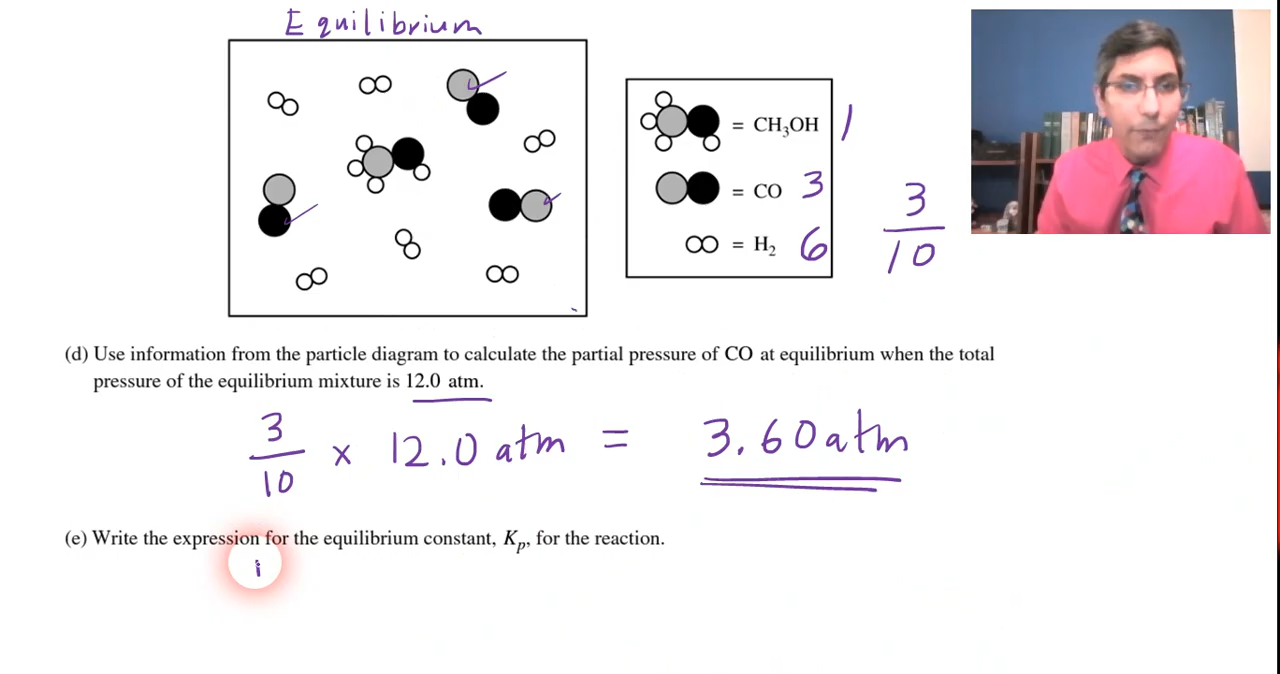 Equilibrium
= CH₃OH 1
= CO 3
= H₂ 6
3
10
(d) Use information from the particle diagram to calculate the partial pressure of CO at equilibrium when the total
pressure of the equilibrium mixture is 12.0 atm.
3
10 x 12.0 atm = 3.60 atm
(e) Write the expression for the equilibrium constant, Kₚ, for the reaction.